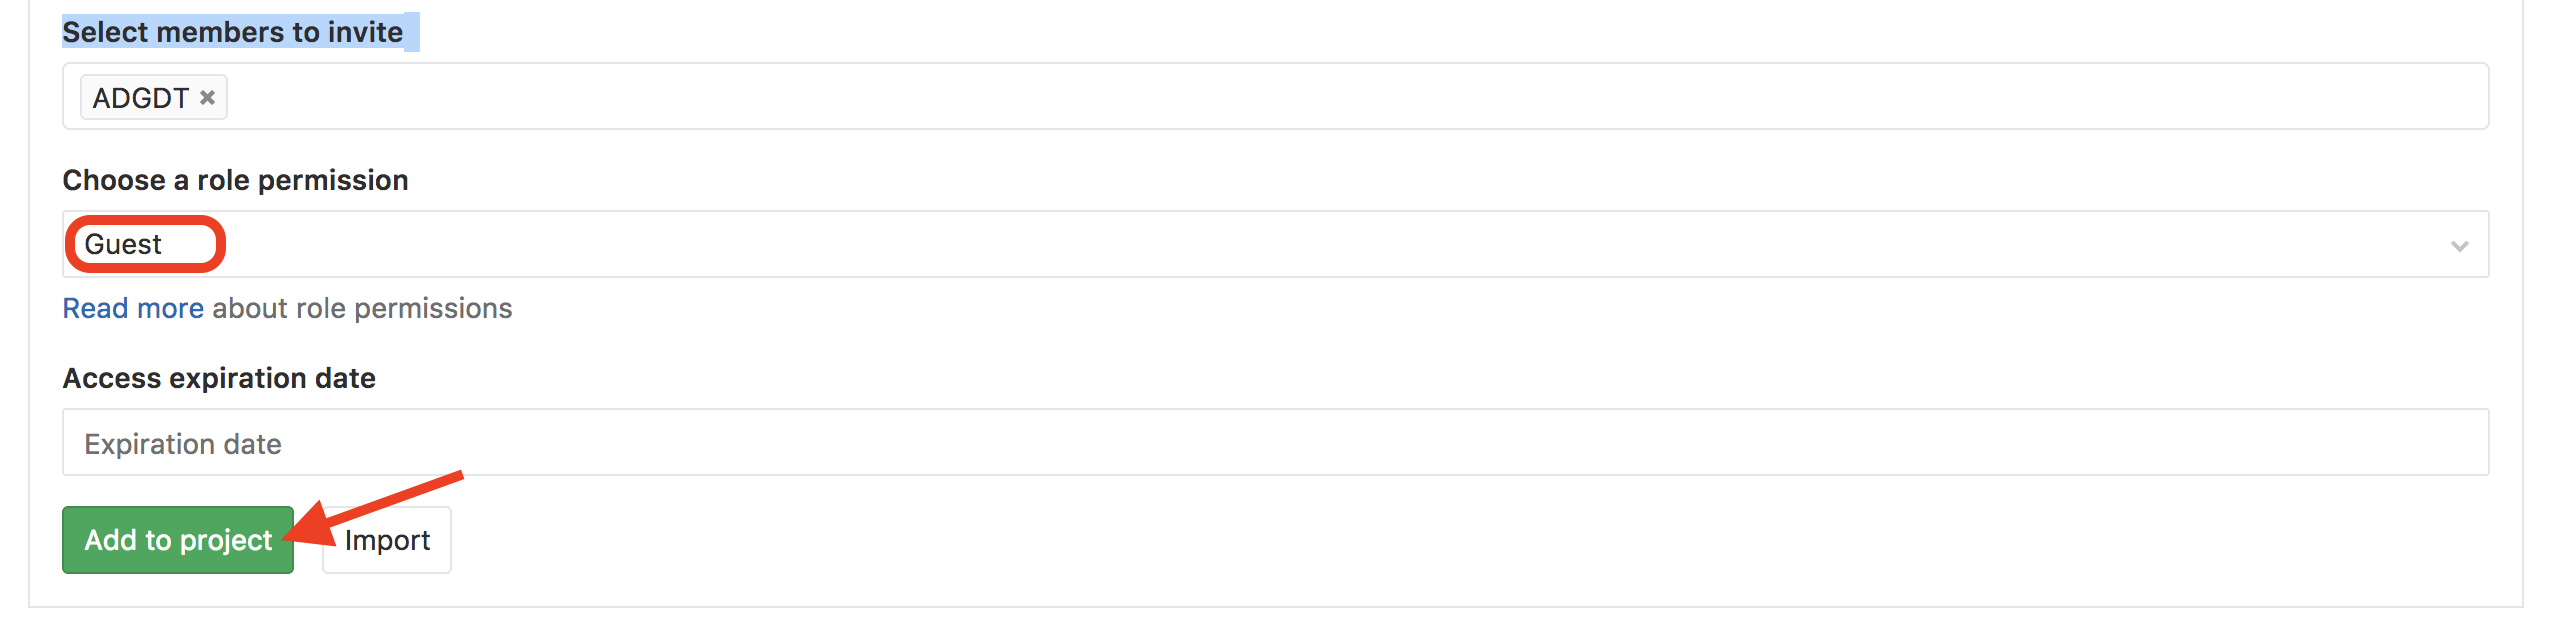 Select members to invite
ADGDT ×
Choose a role permission
Guest
Read more about role permissions
Access expiration date
Expiration date
Add to project
Import